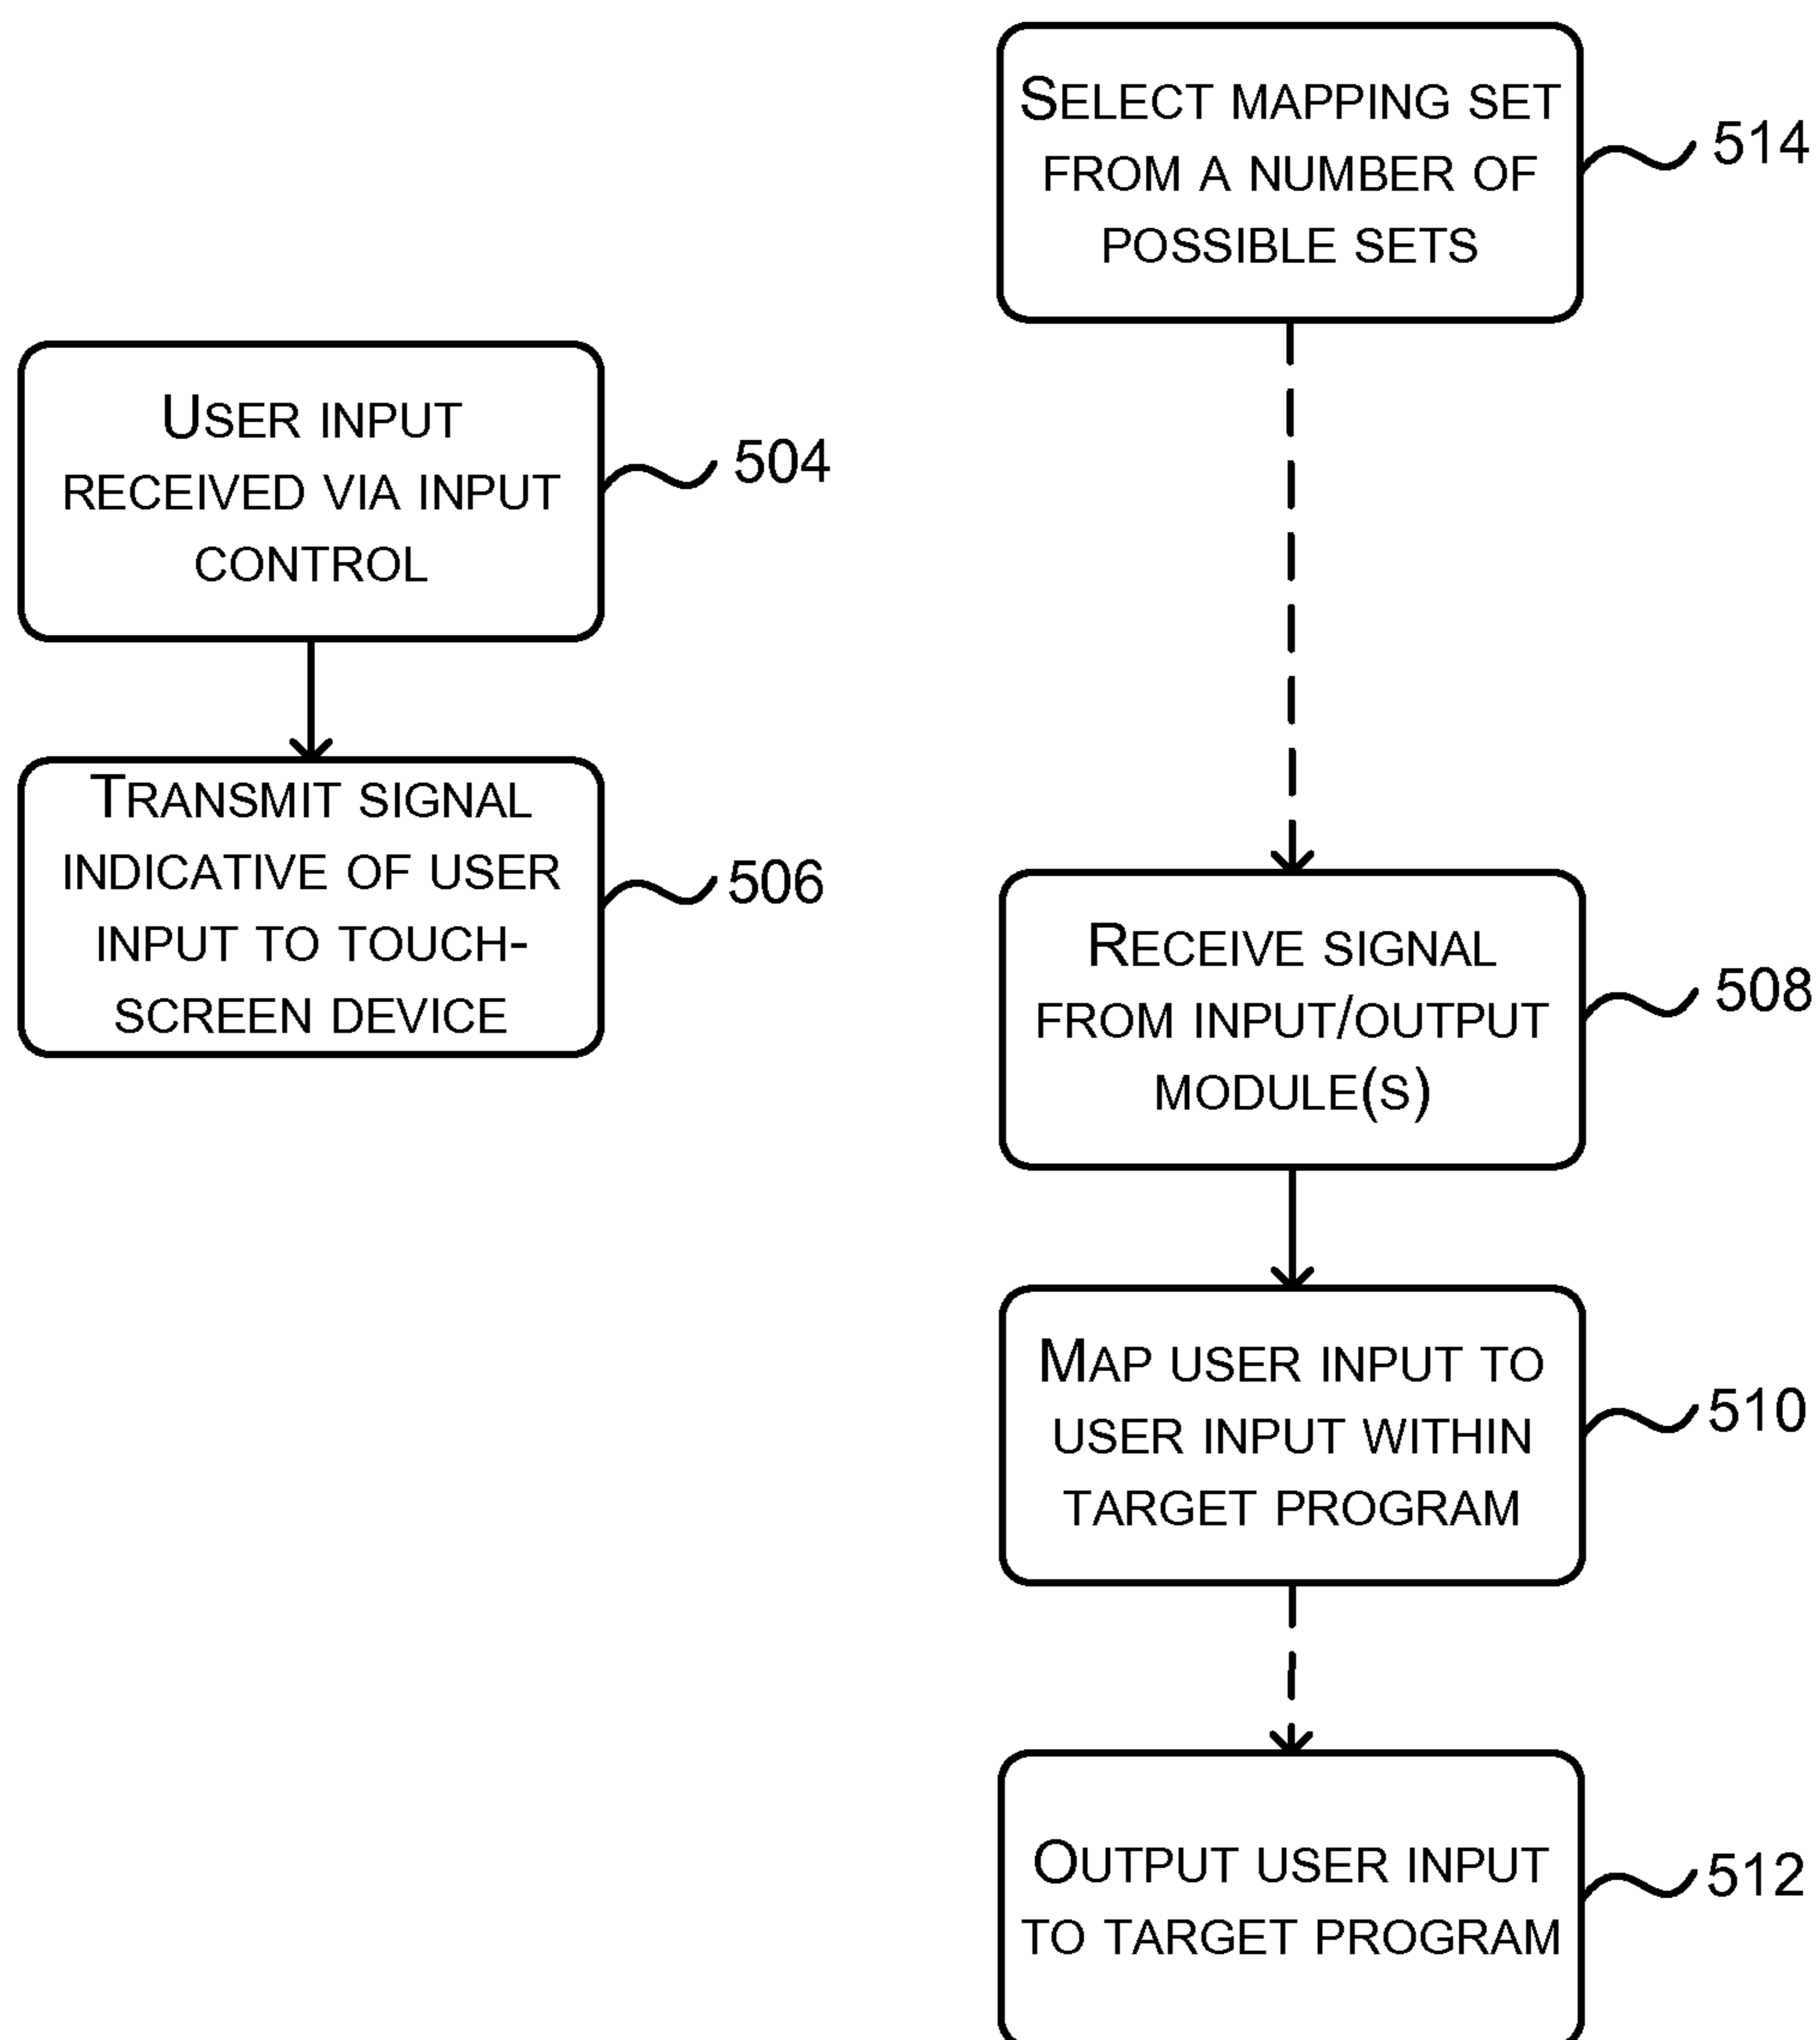 SELECT MAPPING SET
FROM A NUMBER OF
POSSIBLE SETS
514
USER INPUT
RECEIVED VIA INPUT
CONTROL
504
TRANSMIT SIGNAL
INDICATIVE OF USER
INPUT TO TOUCH-
SCREEN DEVICE
506
RECEIVE SIGNAL
FROM INPUT/OUTPUT
MODULE(S)
508
MAP USER INPUT TO
USER INPUT WITHIN
TARGET PROGRAM
510
OUTPUT USER INPUT
TO TARGET PROGRAM
512